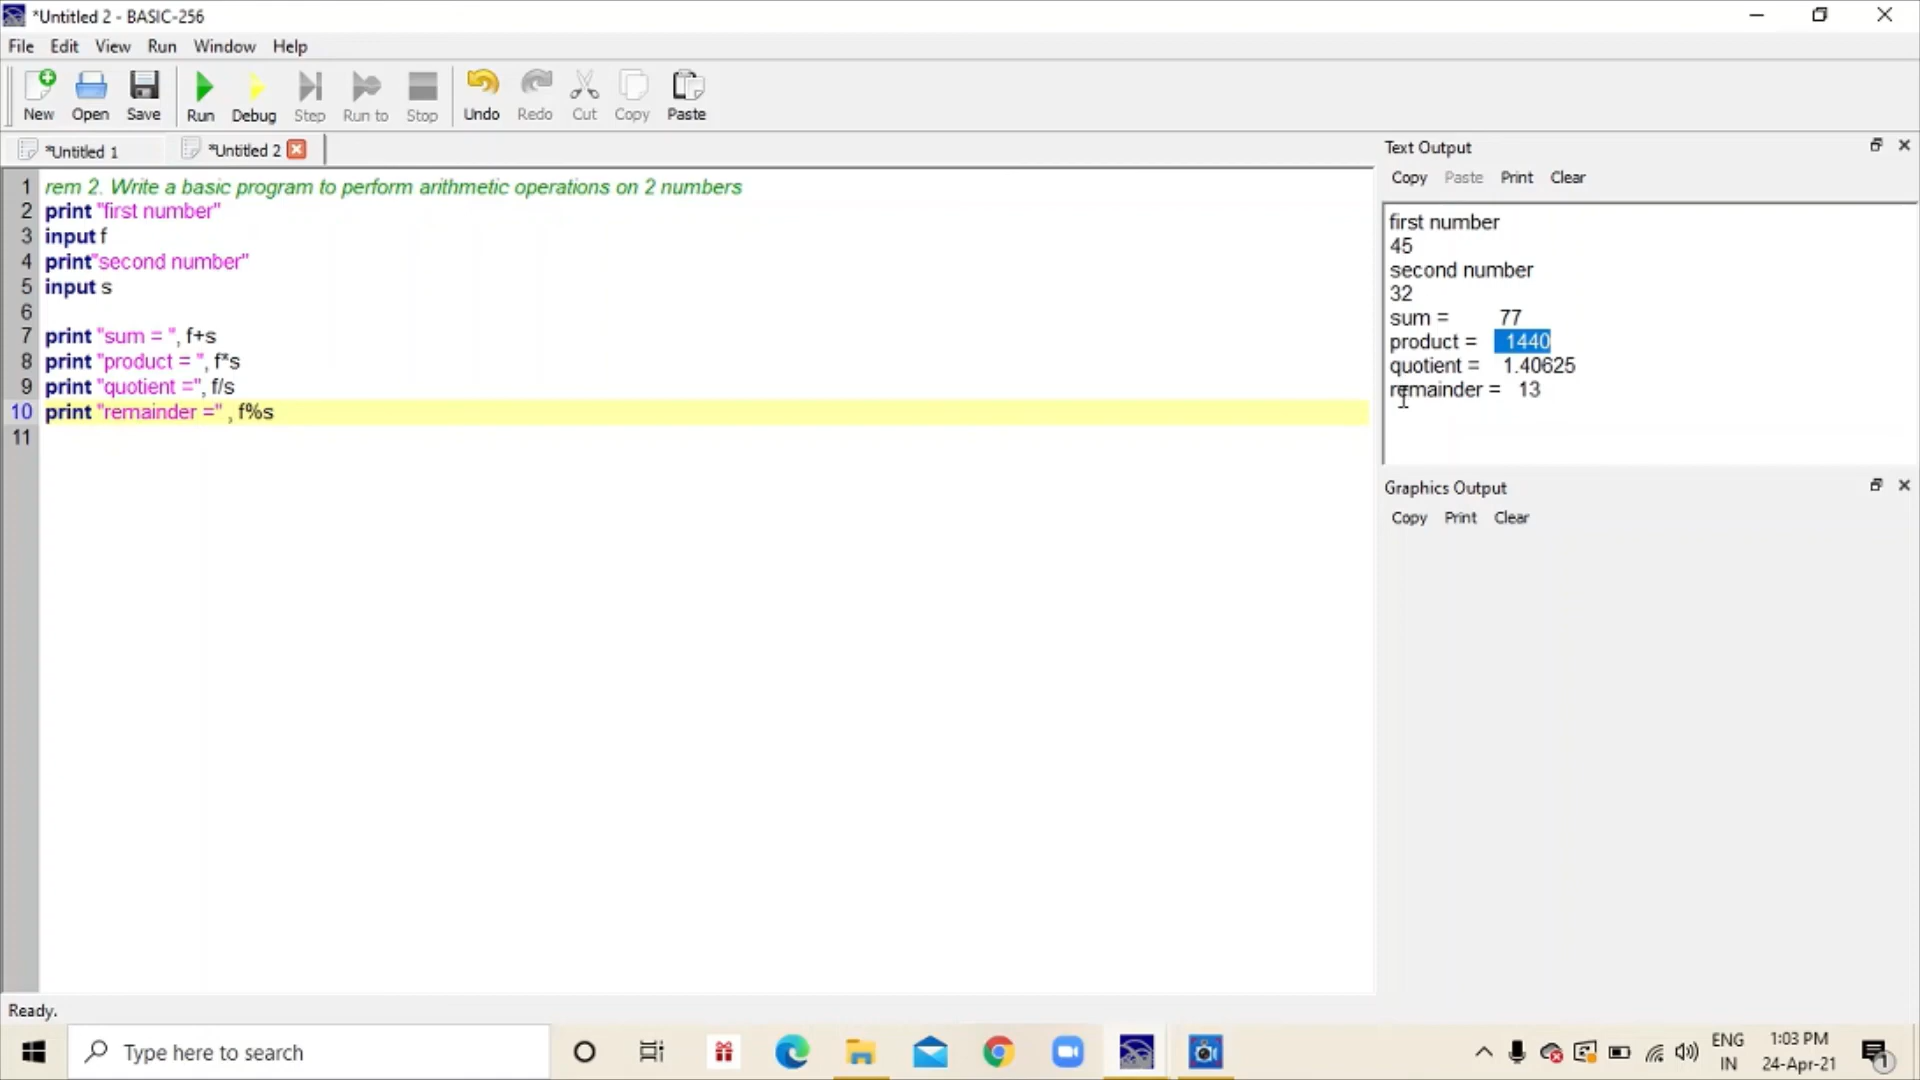 *Untitled 2 - BASIC-256
File Edit View Run Window Help
New Open Save Run Debug Step Run to Stop Undo Redo Cut Copy Paste
*Untitled 1 *Untitled 2
1 rem 2. Write a basic program to perform arithmetic operations on 2 numbers
2 print "first number"
3 input f
4 print"second number"
5 input s
6
7 print "sum = ", f+s
8 print "product = ", f*s
9 print "quotient =", f/s
10 print "remainder =" , f%s
11
Text Output
Copy Paste Print Clear
first number
45
second number
32
sum = 77
product = 1440
quotient = 1.40625
remainder = 13
Graphics Output
Copy Print Clear
Ready.
Type here to search
ENG
IN
1:03 PM
24-Apr-21
1